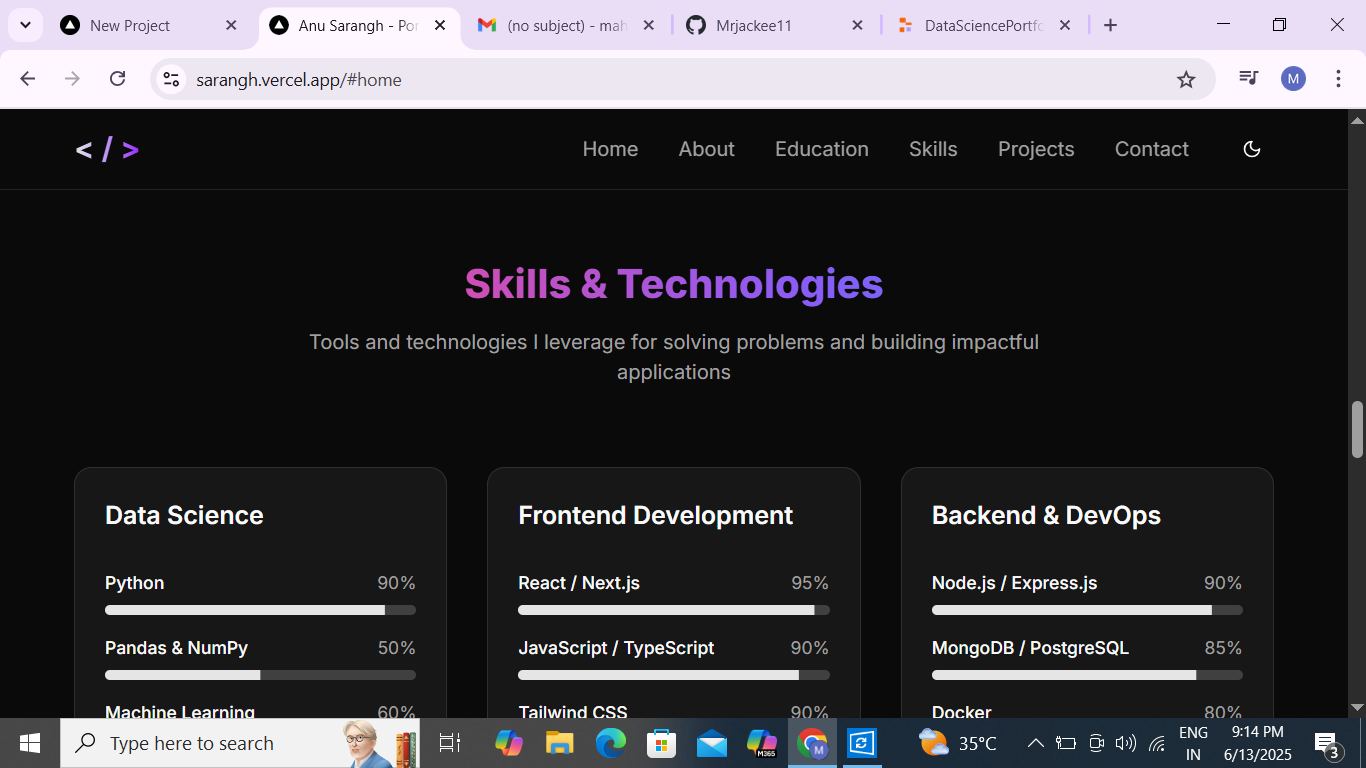 New Project
Anu Sarangh - Por
(no subject) - mah
Mrjackee11
DataSciencePortfo
sarangh.vercel.app/#home
M
< / >
Home About Education Skills Projects Contact
Skills & Technologies
Tools and technologies I leverage for solving problems and building impactful
applications
Data Science
Python 90%
Pandas & NumPy 50%
Machine Learning 60%
Frontend Development
React / Next.js 95%
JavaScript / TypeScript 90%
Tailwind CSS 90%
Backend & DevOps
Node.js / Express.js 90%
MongoDB / PostgreSQL 85%
Docker 80%
Type here to search
M365
M
35°C
ENG
IN
9:14 PM
6/13/2025
3